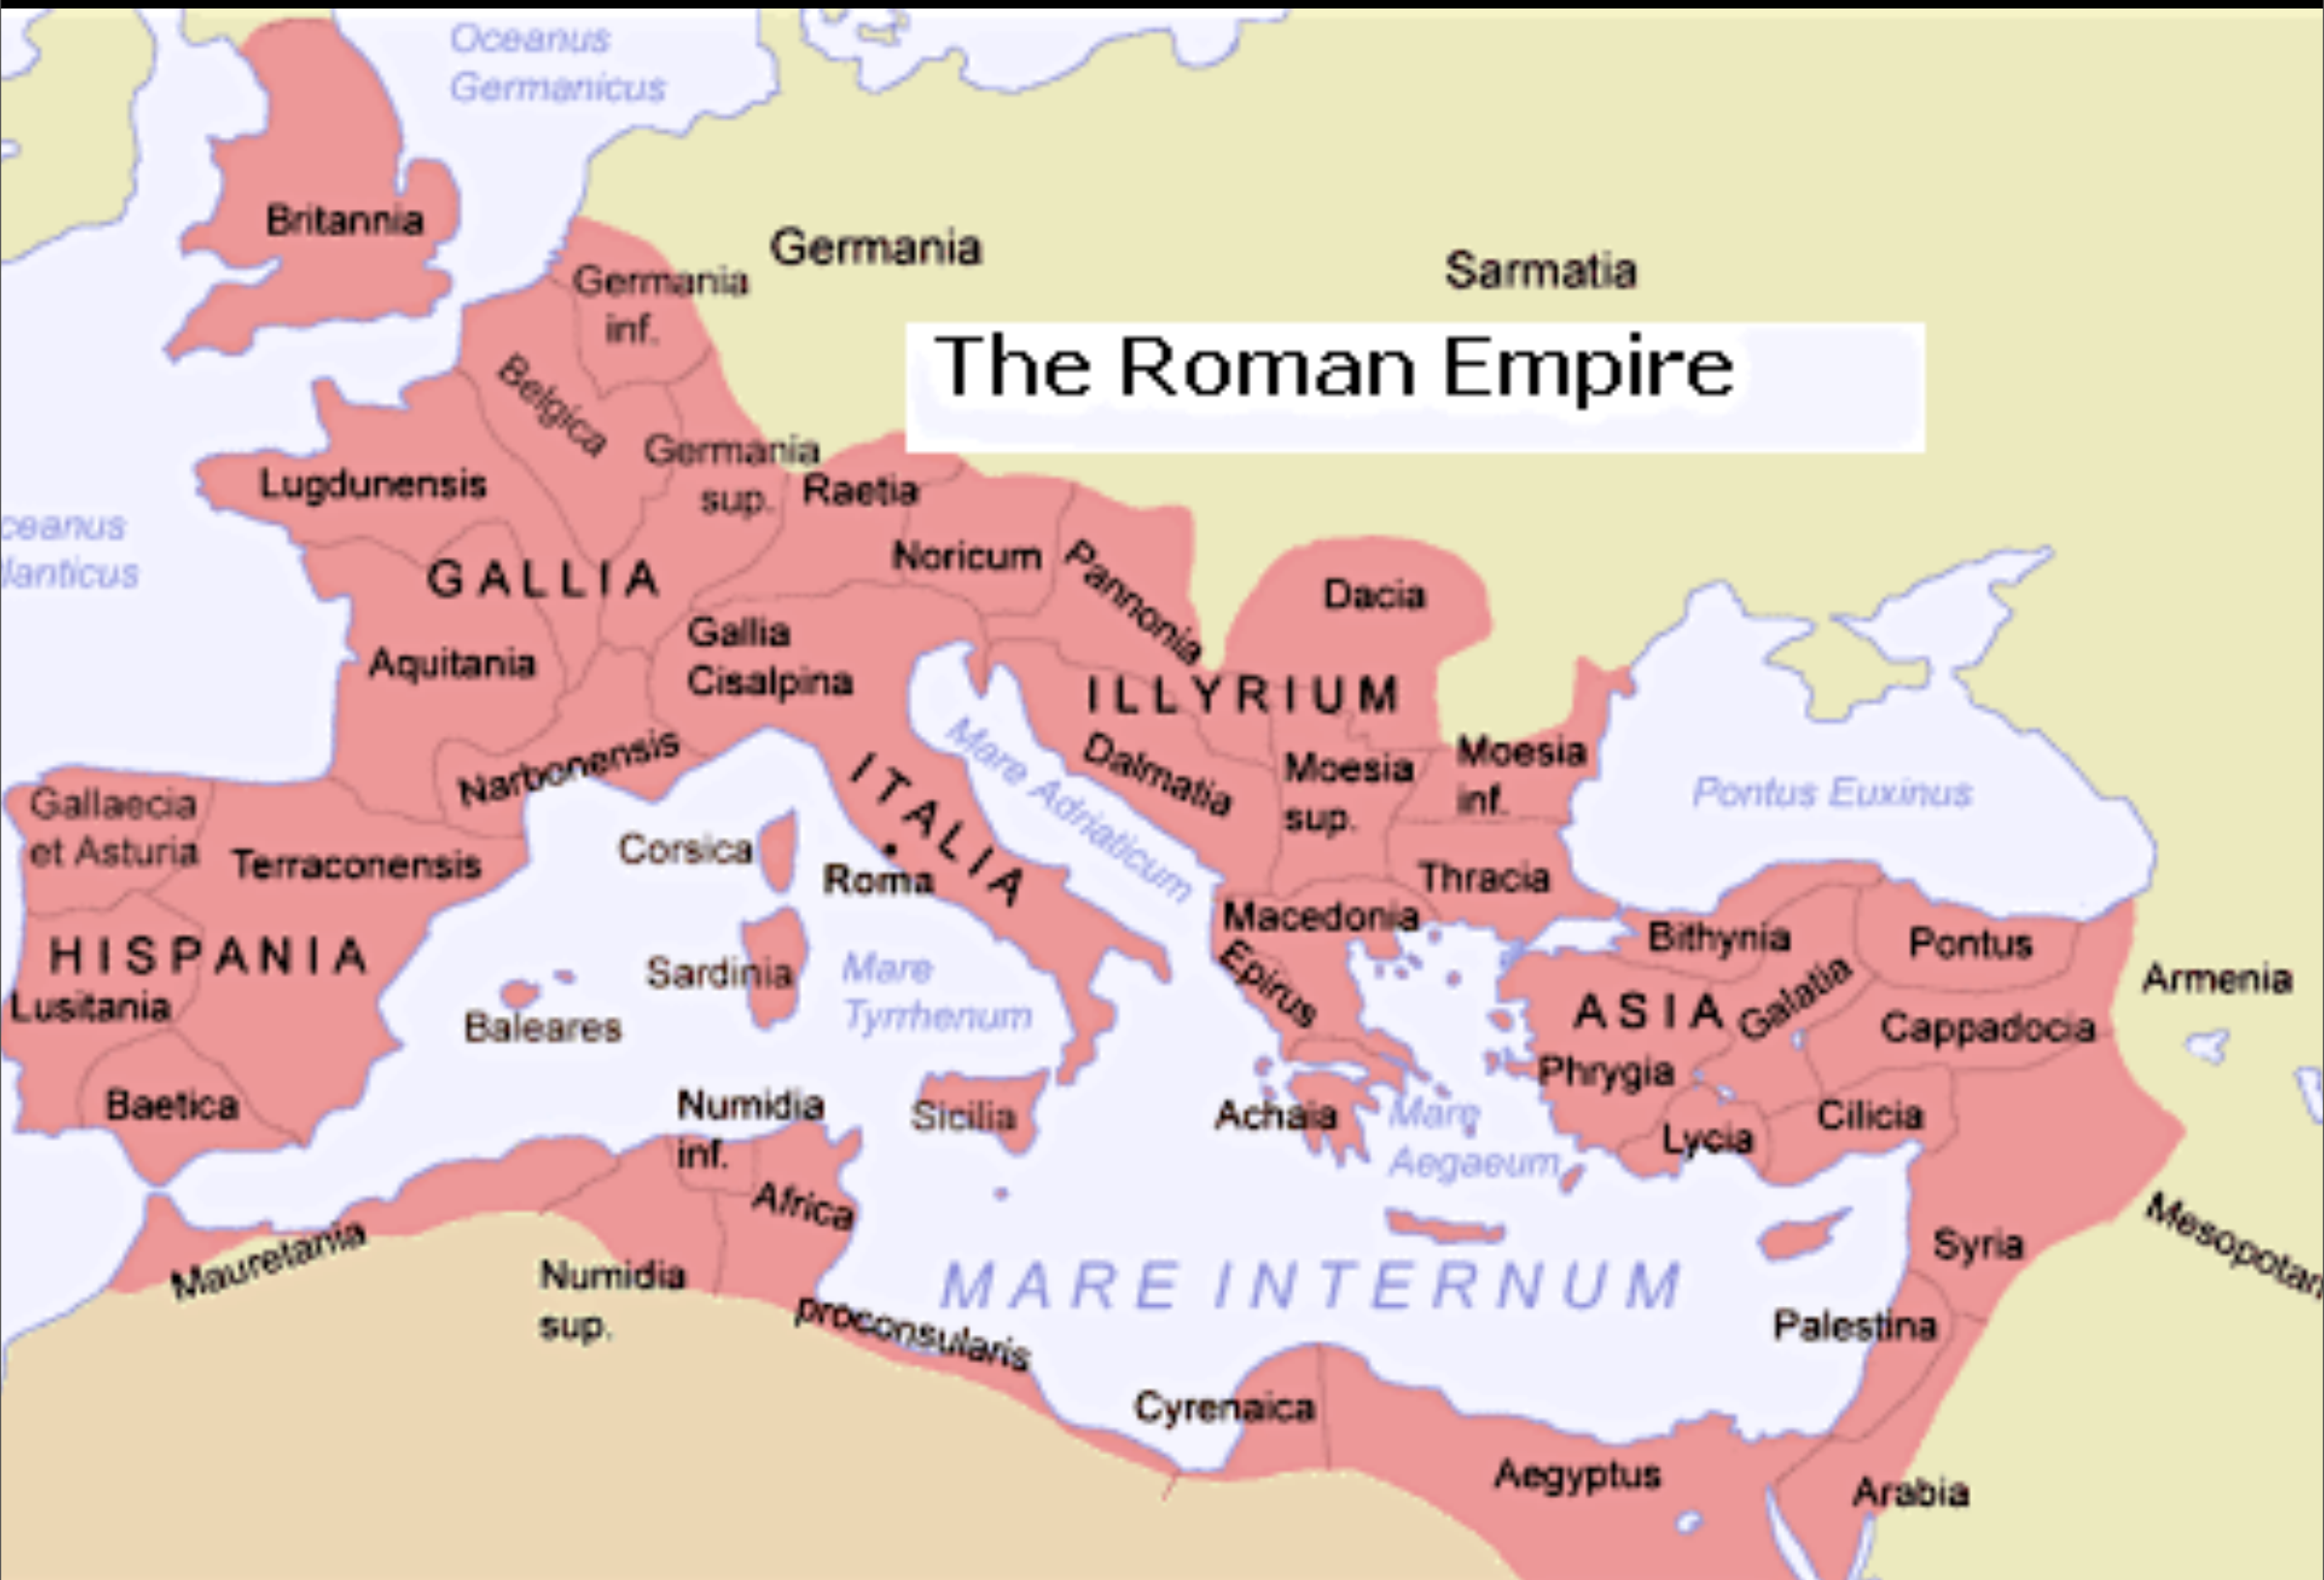 Oceanus
Germanicus
Britannia
Germania
Sarmatia
Germania
inf.
The Roman Empire
Belgica
Germania
sup.
Raetia
Lugdunensis
ceanus
lanticus
Noricum
Pannonia
GALLIA
Dacia
Gallia
Cisalpina
Aquitania
ILLYRIUM
Mare Adriaticum
Dalmatia
Moesia
sup.
Moesia
inf.
Pontus Euxinus
Narbonensis
ITALIA
Gallaecia
et Asturia
Terraconensis
Corsica
Roma
Thracia
Macedonia
Bithynia
Pontus
HISPANIA
Sardinia
Mare
Tyrrhenum
Epirus
ASIA
Galatia
Armenia
Lusitania
Baleares
Cappadocia
Phrygia
Baetica
Numidia
inf.
Sicilia
Achaia
Mare
Aegaeum
Lycia
Cilicia
Africa
Mauretania
Numidia
sup.
MARE INTERNUM
Syria
Mesopotam
proconsularis
Palestina
Cyrenaica
Aegyptus
Arabia